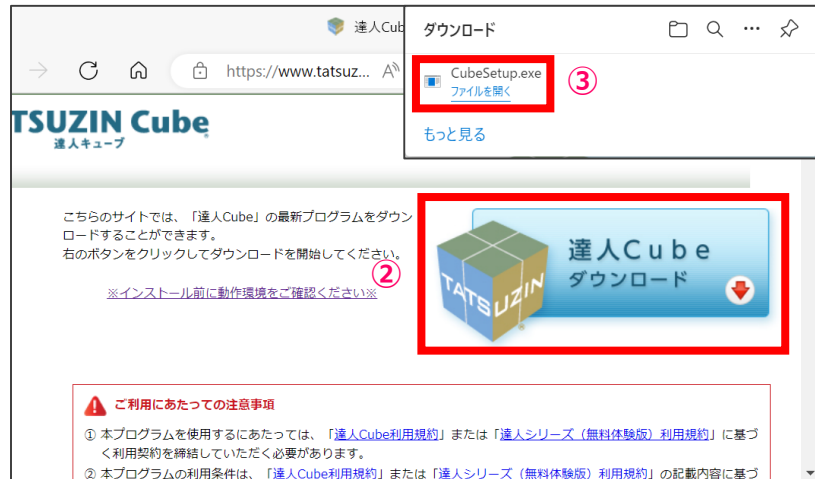 達人Cub
ダウンロード
https://www.tatsuz...
CubeSetup.exe
ファイルを開く
③
もっと見る
TSUZIN Cube
達人キューブ
こちらのサイトでは、「達人Cube」の最新プログラムをダウン
ロードすることができます。
右のボタンをクリックしてダウンロードを開始してください。
②
※インストール前に動作環境をご確認ください※
達人Cube
ダウンロード
TATSUZIN
ご利用にあたっての注意事項
① 本プログラムを使用するにあたっては、「達人Cube利用規約」または「達人シリーズ（無料体験版）利用規約」に基づ
く利用契約を締結していただく必要があります。
② 本プログラムの利用条件は、「達人Cube利用規約」または「達人シリーズ（無料体験版）利用規約」の記載内容に基づ